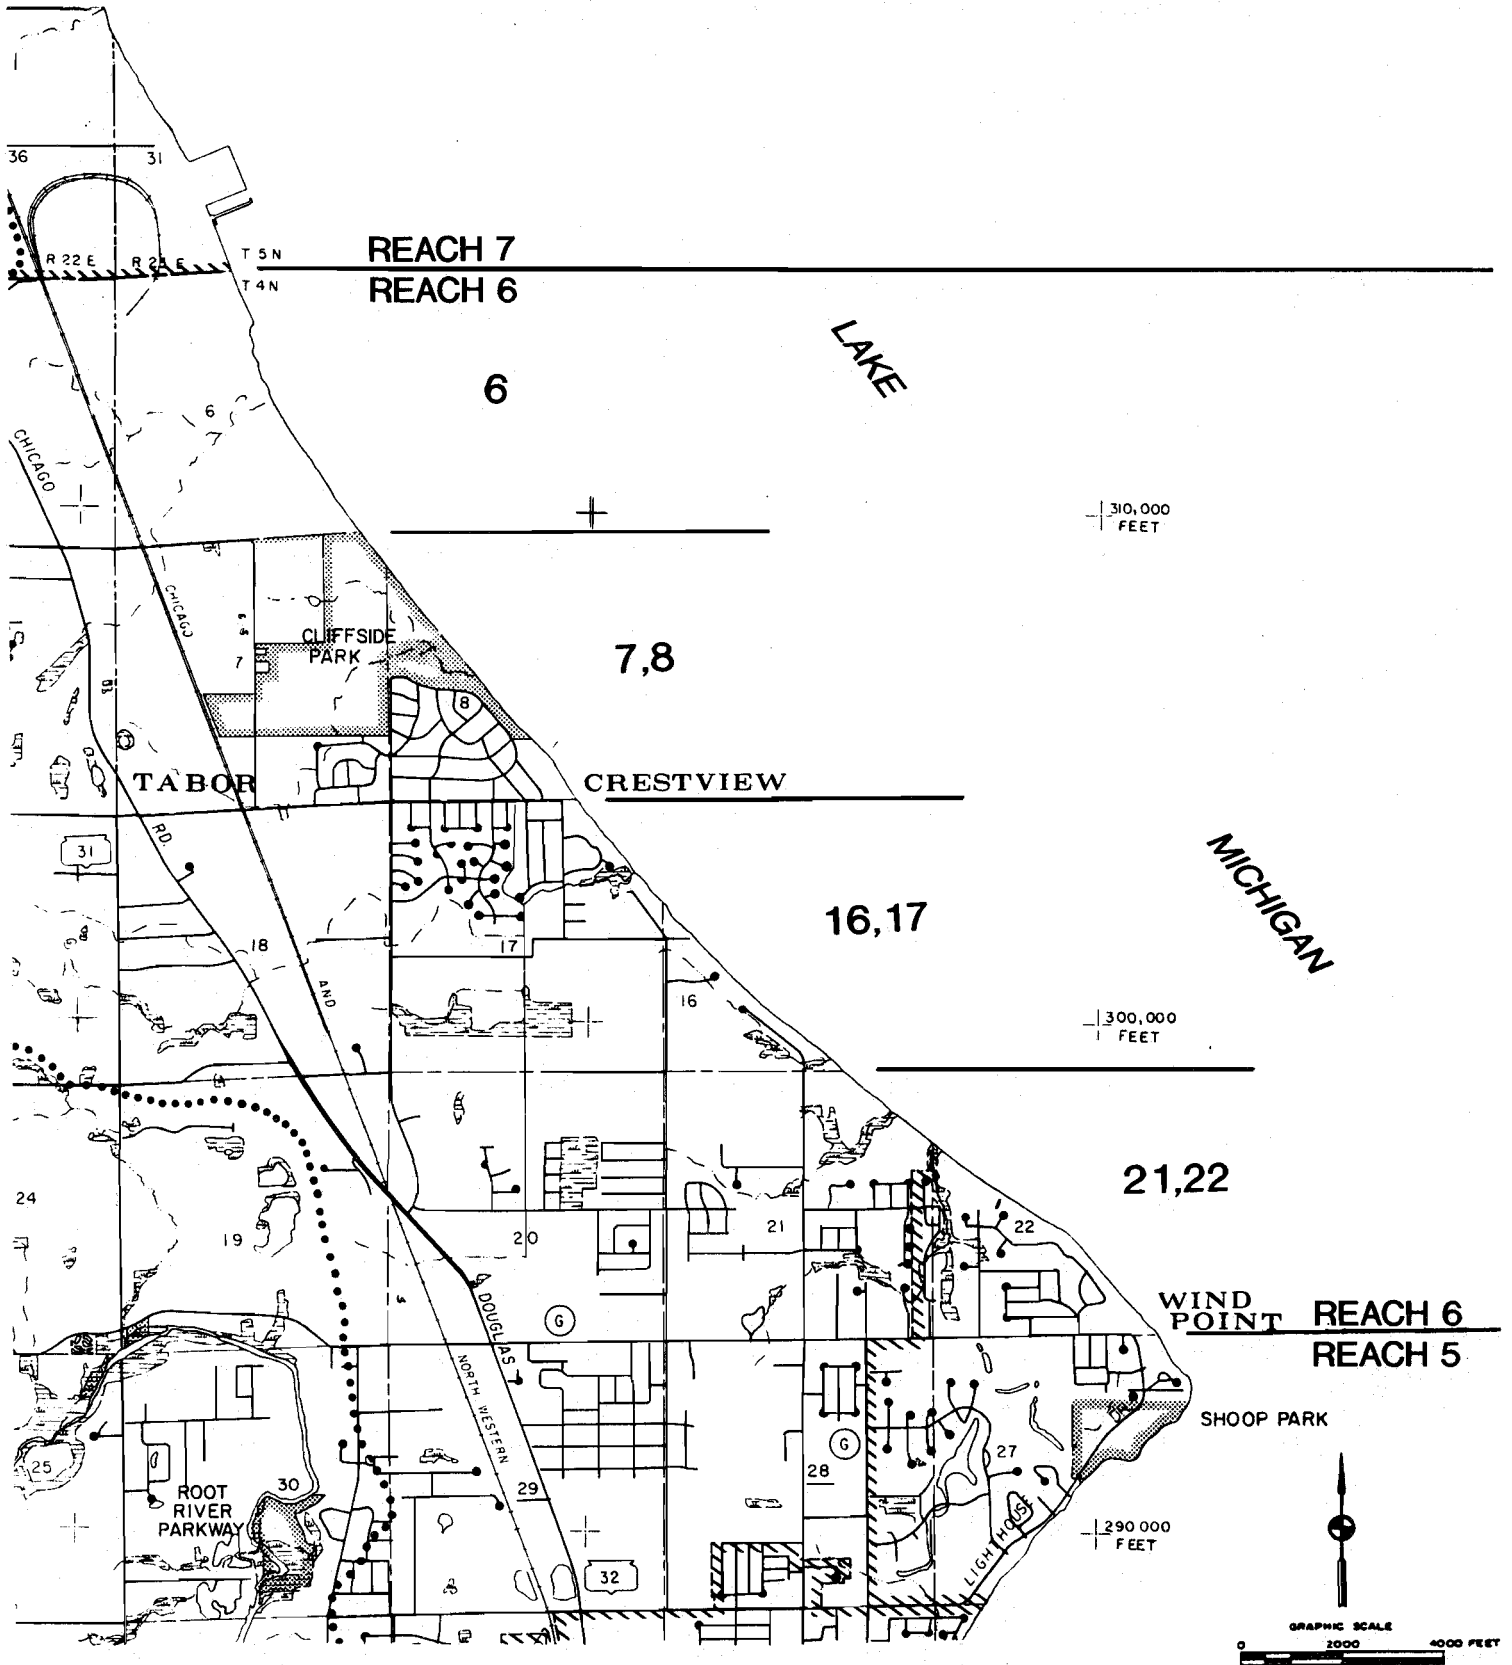 36
31
R 22 E
R 23 E
T 5 N
T 4 N
REACH 7
REACH 6
LAKE
6
6
CHICAGO
310,000
FEET
CHICAGO
CLIFFSIDE
PARK
7
7,8
8
TABOR
CRESTVIEW
RD.
31
MICHIGAN
16,17
18
17
AND
16
300,000
FEET
21,22
24
19
20
21
22
DOUGLAS
G
WIND
POINT
REACH 6
REACH 5
NORTH WESTERN
DR.
SHOOP PARK
G
25
27
28
29
30
ROOT
RIVER
PARKWAY
LIGHTHOUSE
290 000
FEET
32
GRAPHIC SCALE
0 2000 4000 FEET